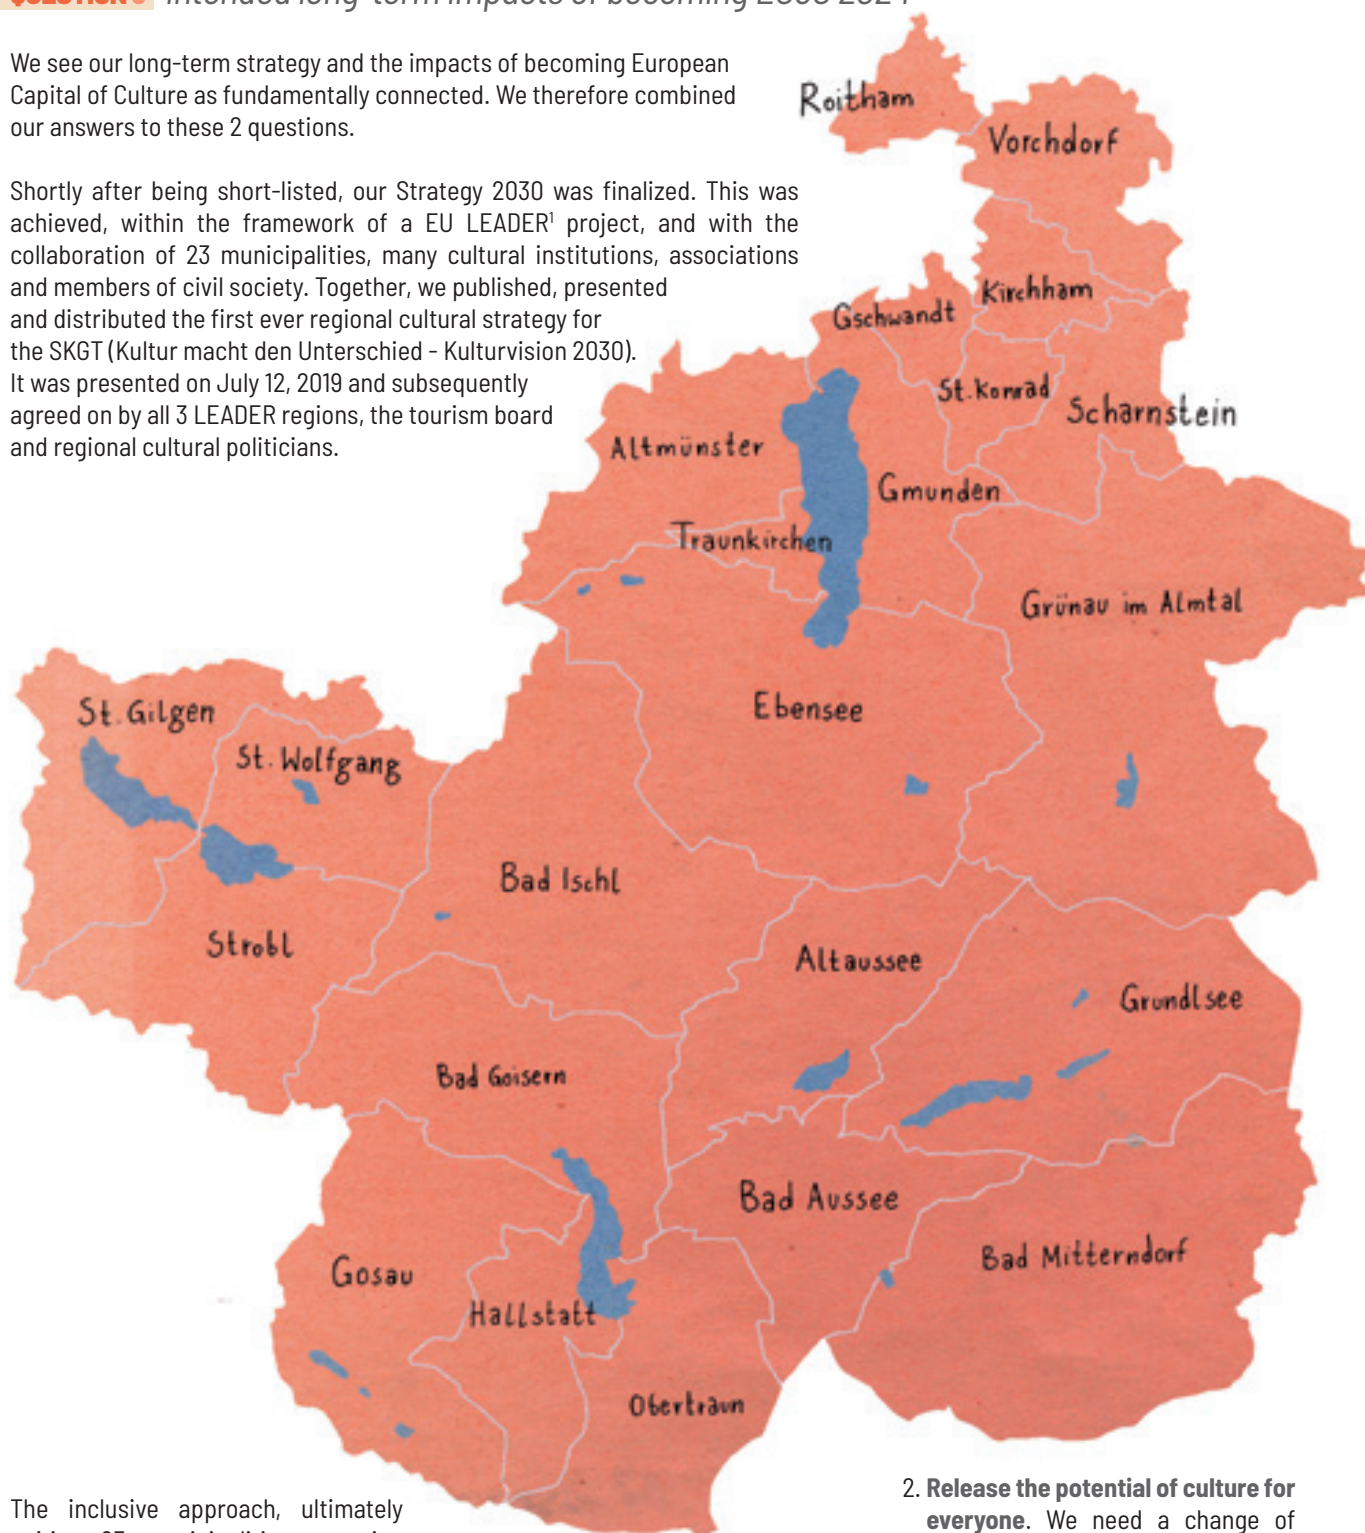 Intended long-term impacts of becoming ECoC 2024
We see our long-term strategy and the impacts of becoming European
Capital of Culture as fundamentally connected. We therefore combined
our answers to these 2 questions.
Shortly after being short-listed, our Strategy 2030 was finalized. This was
achieved, within the framework of a EU LEADER¹ project, and with the
collaboration of 23 municipalities, many cultural institutions, associations
and members of civil society. Together, we published, presented
and distributed the first ever regional cultural strategy for
the SKGT (Kultur macht den Unterschied - Kulturvision 2030).
It was presented on July 12, 2019 and subsequently
agreed on by all 3 LEADER regions, the tourism board
and regional cultural politicians.
Roitham
Vorchdorf
Kirchham
Gschwandt
St. Konrad
Scharnstein
Altmünster
Gmunden
Traunkirchen
Grünau im Almtal
Ebensee
St. Gilgen
St. Wolfgang
Bad Ischl
Strobl
Altaussee
Grundlsee
Bad Goisern
Bad Aussee
Bad Mitterndorf
Gosau
Hallstatt
Obertraun
The inclusive approach, ultimately
2. Release the potential of culture for
everyone. We need a change of